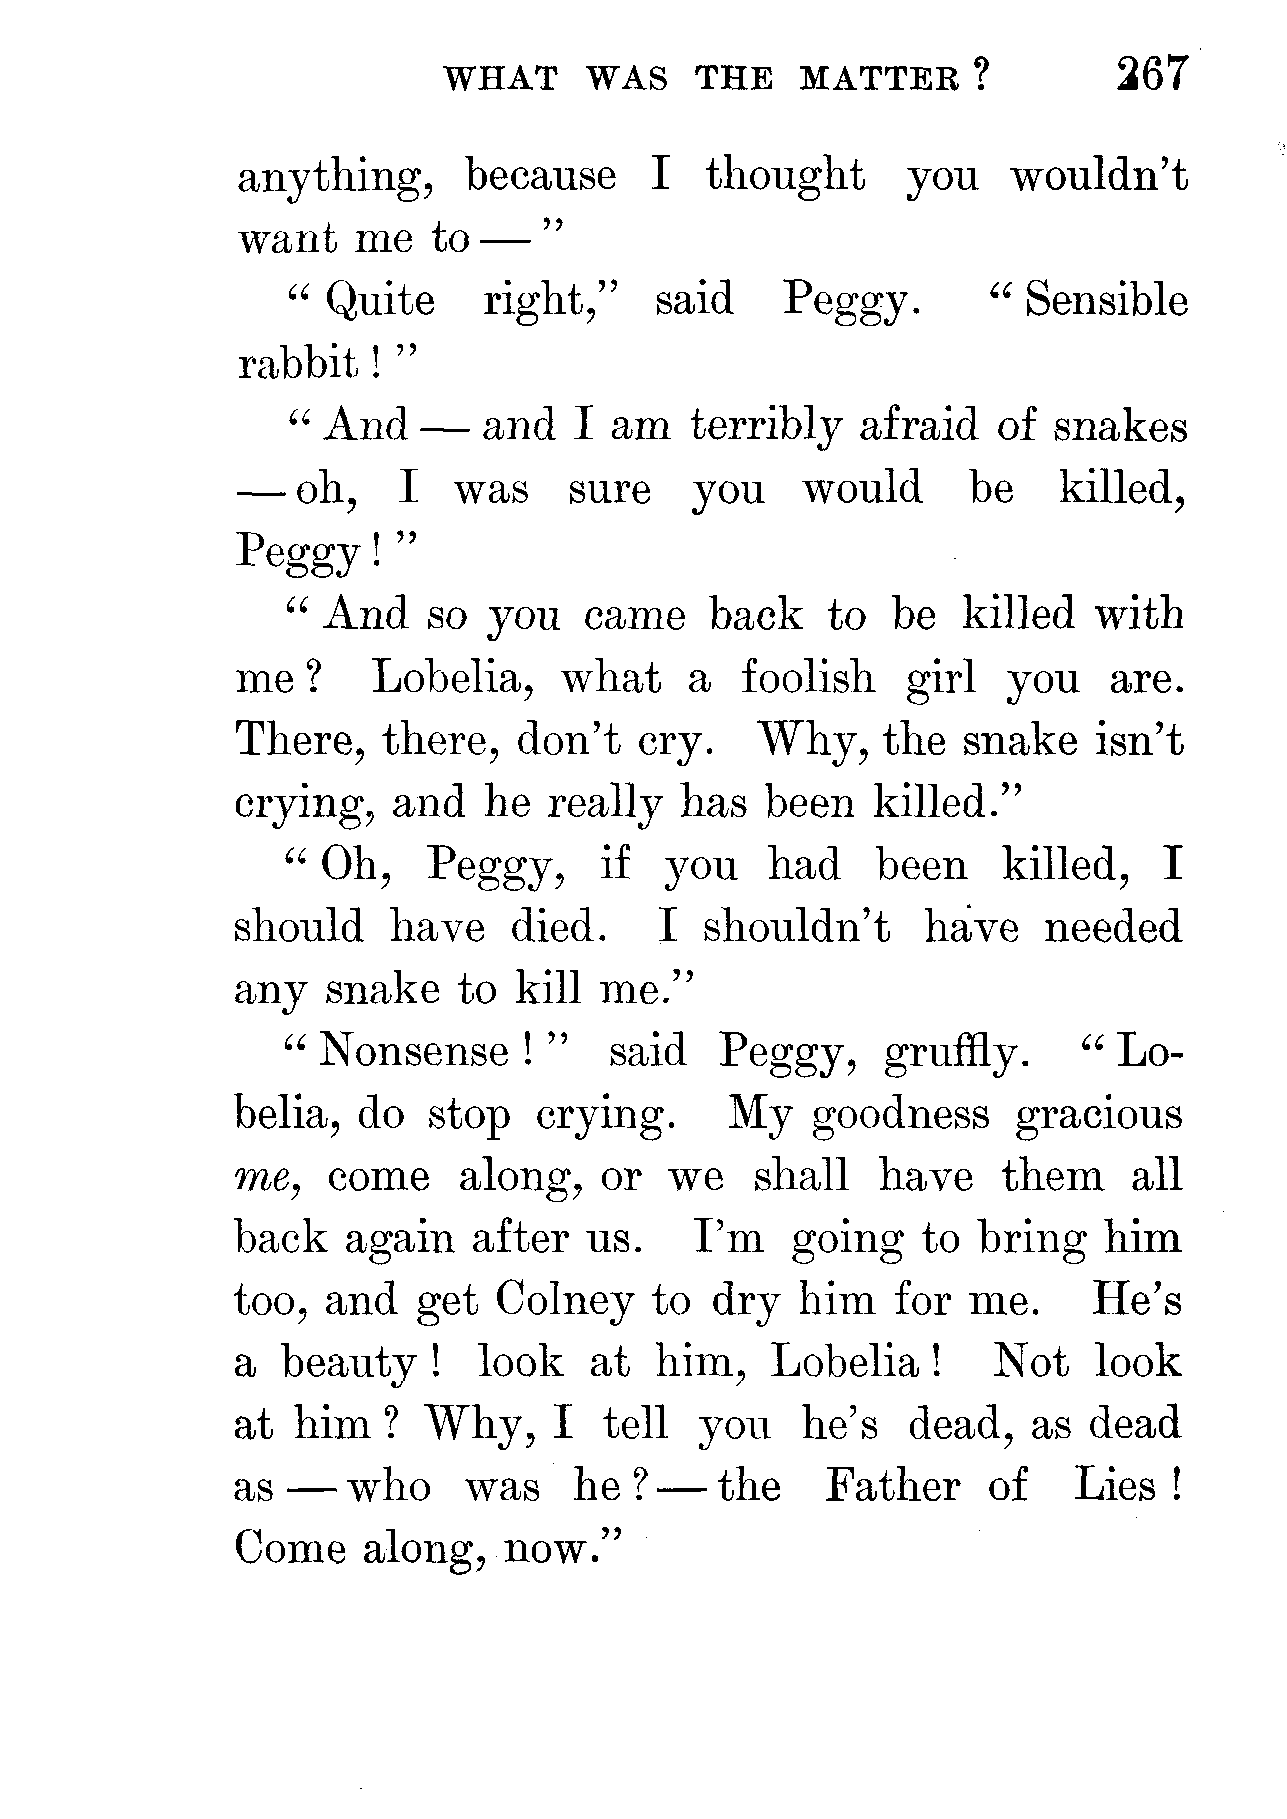 WHAT WAS THE MATTER ? 267
anything, because I thought you wouldn't
want me to — "
" Quite right," said Peggy. " Sensible
rabbit ! "
" And — and I am terribly afraid of snakes
— oh, I was sure you would be killed,
Peggy ! "
" And so you came back to be killed with
me ? Lobelia, what a foolish girl you are.
There, there, don't cry. Why, the snake isn't
crying, and he really has been killed."
" Oh, Peggy, if you had been killed, I
should have died. I shouldn't have needed
any snake to kill me."
" Nonsense ! " said Peggy, gruffly. " Lo-
belia, do stop crying. My goodness gracious
me, come along, or we shall have them all
back again after us. I'm going to bring him
too, and get Colney to dry him for me. He's
a beauty ! look at him, Lobelia ! Not look
at him ? Why, I tell you he's dead, as dead
as — who was he ? — the Father of Lies !
Come along, now."